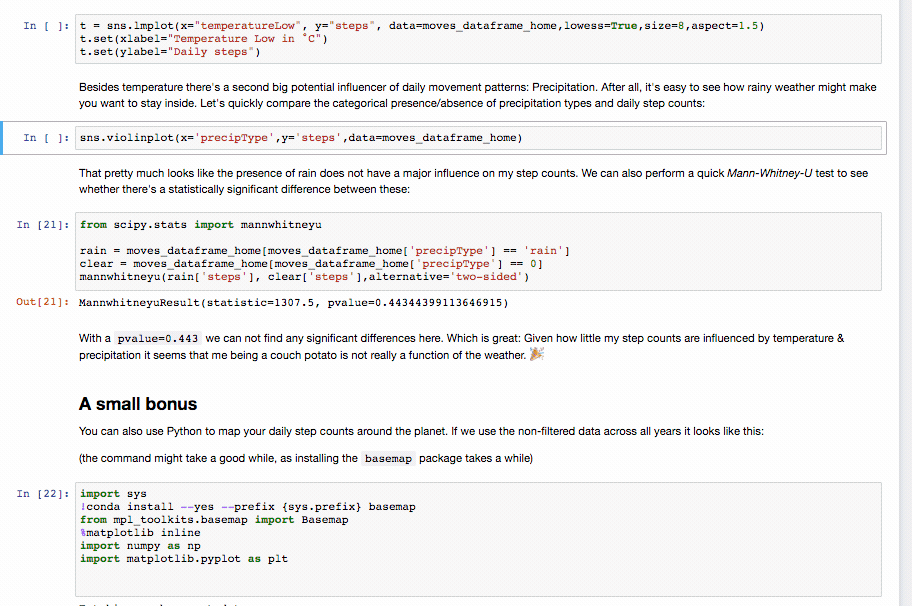 In [ ]: t = sns.lmplot(x="temperatureLow", y="steps", data=moves_dataframe_home,lowess=True,size=8,aspect=1.5)
t.set(xlabel="Temperature Low in °C")
t.set(ylabel="Daily steps")
Besides temperature there's a second big potential influencer of daily movement patterns: Precipitation. After all, it's easy to see how rainy weather might make
you want to stay inside. Let's quickly compare the categorical presence/absence of precipitation types and daily step counts:
In [ ]: sns.violinplot(x='precipType',y='steps',data=moves_dataframe_home)
That pretty much looks like the presence of rain does not have a major influence on my step counts. We can also perform a quick Mann-Whitney-U test to see
whether there's a statistically significant difference between these:
In [21]: from scipy.stats import mannwhitneyu
rain = moves_dataframe_home[moves_dataframe_home['precipType'] == 'rain']
clear = moves_dataframe_home[moves_dataframe_home['precipType'] == 0]
mannwhitneyu(rain['steps'], clear['steps'],alternative='two-sided')
Out[21]: MannwhitneyuResult(statistic=1307.5, pvalue=0.44344399113646915)
With a pvalue=0.443 we can not find any significant differences here. Which is great: Given how little my step counts are influenced by temperature &
precipitation it seems that me being a couch potato is not really a function of the weather. 🎉
A small bonus
You can also use Python to map your daily step counts around the planet. If we use the non-filtered data across all years it looks like this:
(the command might take a good while, as installing the basemap package takes a while)
In [22]: import sys
!conda install --yes --prefix {sys.prefix} basemap
from mpl_toolkits.basemap import Basemap
%matplotlib inline
import numpy as np
import matplotlib.pyplot as plt